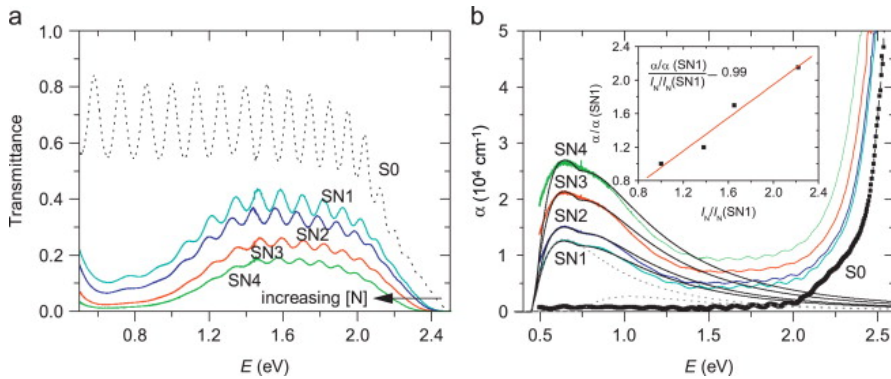 a
1.0
0.8
0.6
0.4
0.2
0.0
Transmittance
S0
SN1
SN2
SN3
SN4
increasing [N]
0.8
1.2
1.6
2.0
2.4
E (eV)
b
5
4
3
2
1
0
α (10⁴ cm⁻¹)
SN4
SN3
SN2
SN1
S0
0.5
1.0
1.5
2.0
2.5
E (eV)
2.4
2.0
1.6
1.2
0.8
α/α (SN1)
α/α (SN1)
I_N/I_N(SN1)
– 0.99
0.6
1.2
1.8
2.4
I_N/I_N(SN1)